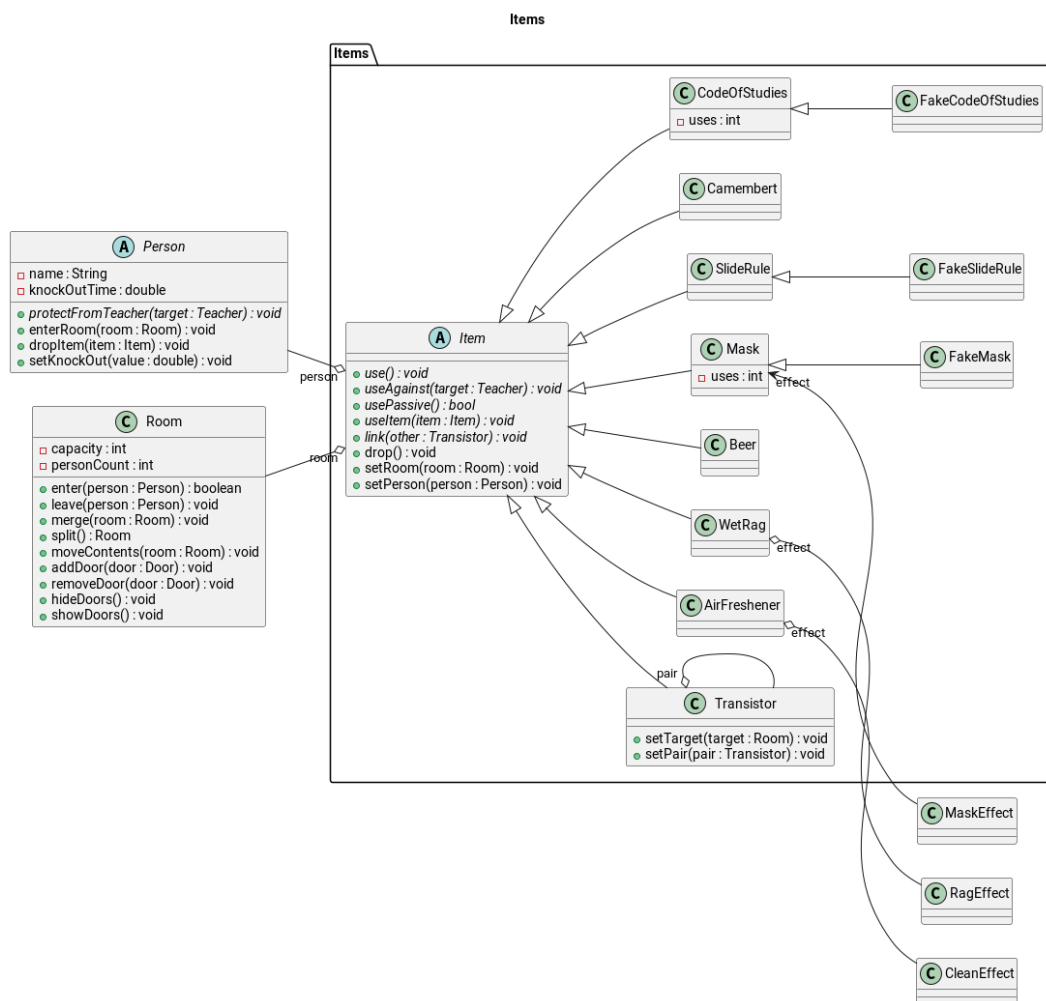 Items
Items
C CodeOfStudies
uses : int
C FakeCodeOfStudies
C Camembert
A Person
name : String
knockOutTime : double
protectFromTeacher(target : Teacher) : void
enterRoom(room : Room) : void
dropItem(item : Item) : void
setKnockOut(value : double) : void
person
C SlideRule
C FakeSlideRule
A Item
use() : void
useAgainst(target : Teacher) : void
usePassive() : bool
useItem(item : Item) : void
link(other : Transistor) : void
drop() : void
setRoom(room : Room) : void
setPerson(person : Person) : void
C Mask
uses : int
effect
C FakeMask
C Room
capacity : int
personCount : int
enter(person : Person) : boolean
leave(person : Person) : void
merge(room : Room) : void
split() : Room
moveContents(room : Room) : void
addDoor(door : Door) : void
removeDoor(door : Door) : void
hideDoors() : void
showDoors() : void
room
C Beer
C WetRag
effect
C AirFreshener
effect
pair
C Transistor
setTarget(target : Room) : void
setPair(pair : Transistor) : void
C MaskEffect
C RagEffect
C CleanEffect